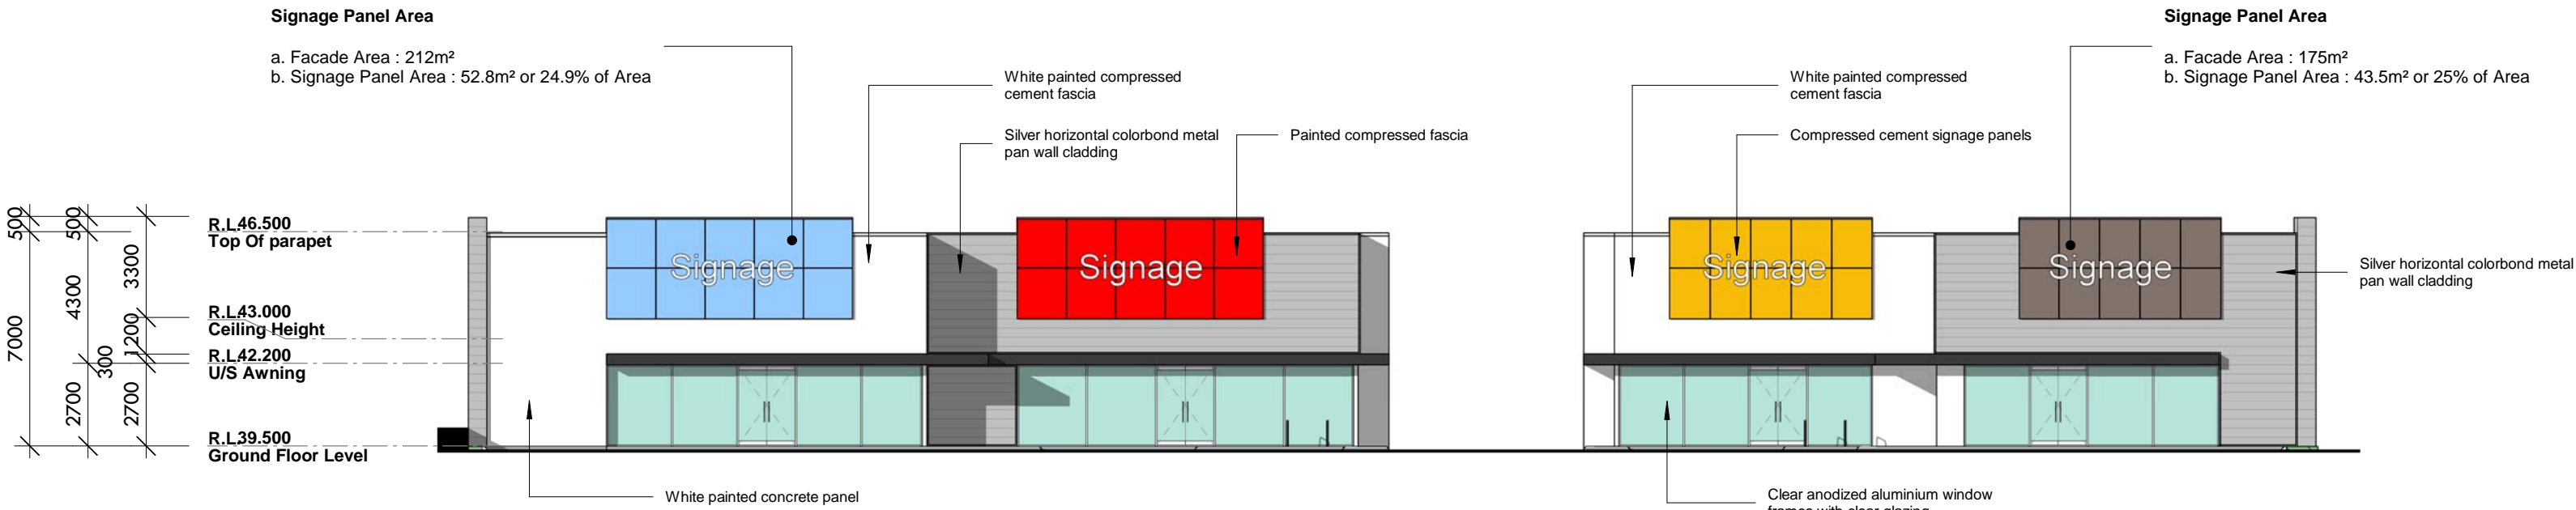 Signage Panel Area
a. Facade Area : 212m²
b. Signage Panel Area : 52.8m² or 24.9% of Area
Signage Panel Area
a. Facade Area : 175m²
b. Signage Panel Area : 43.5m² or 25% of Area
White painted compressed
cement fascia
Silver horizontal colorbond metal
pan wall cladding
Painted compressed fascia
White painted compressed
cement fascia
Compressed cement signage panels
Silver horizontal colorbond metal
pan wall cladding
500
7000
500
4300
300
2700
3300
1200
2700
R.L.46.500
Top Of parapet
R.L.43.000
Ceiling Height
R.L.42.200
U/S Awning
R.L.39.500
Ground Floor Level
Signage
Signage
Signage
Signage
White painted concrete panel
Clear anodized aluminium window
frames with clear glazing